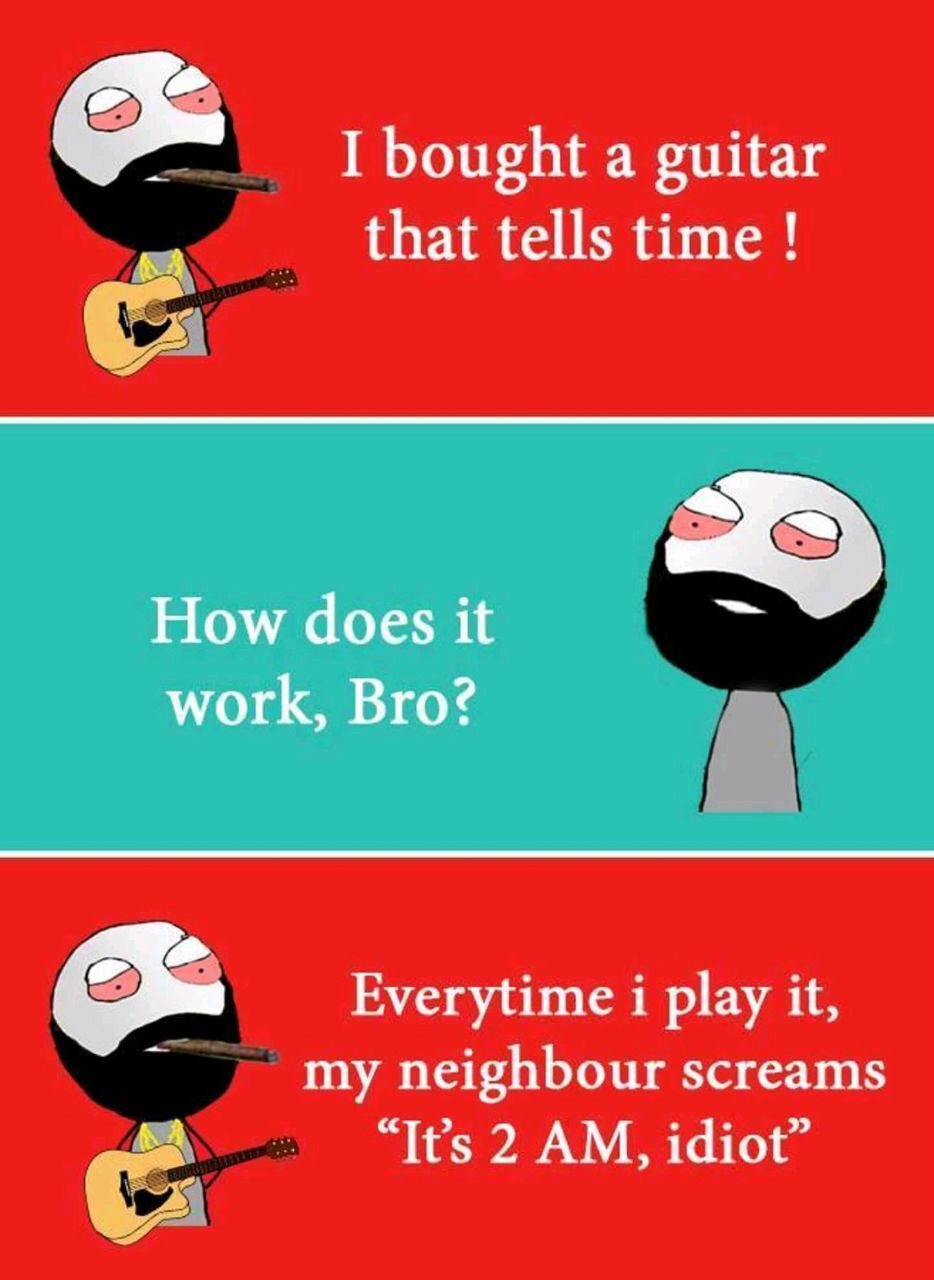 I bought a guitar
that tells time !
How does it
work, Bro?
Everytime i play it,
my neighbour screams
“It’s 2 AM, idiot”